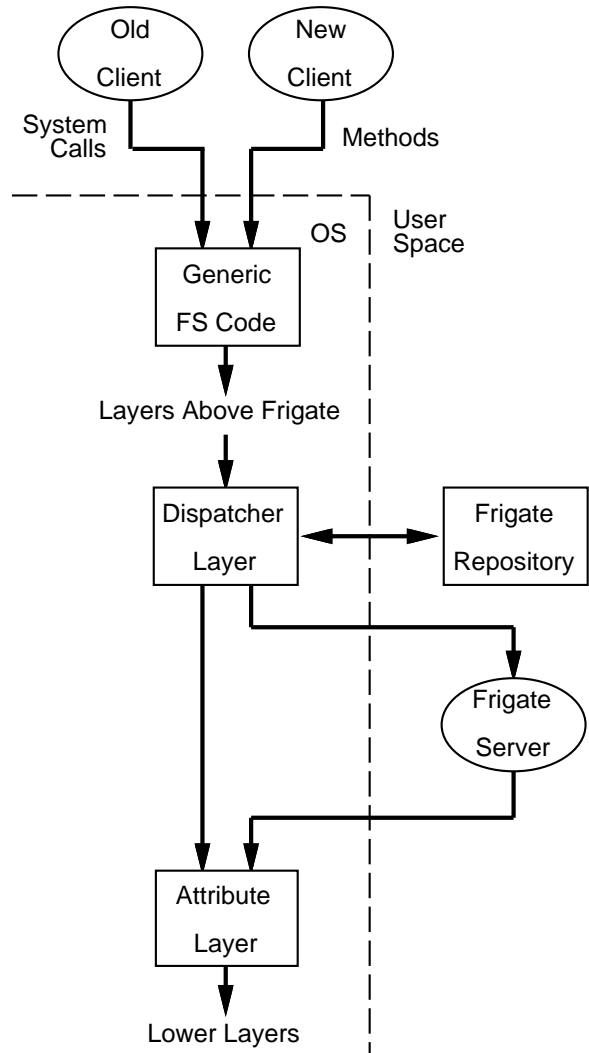 Old
Client
New
Client
System
Calls
Methods
OS
User
Space
Generic
FS Code
Layers Above Frigate
Dispatcher
Layer
Frigate
Repository
Frigate
Server
Attribute
Layer
Lower Layers